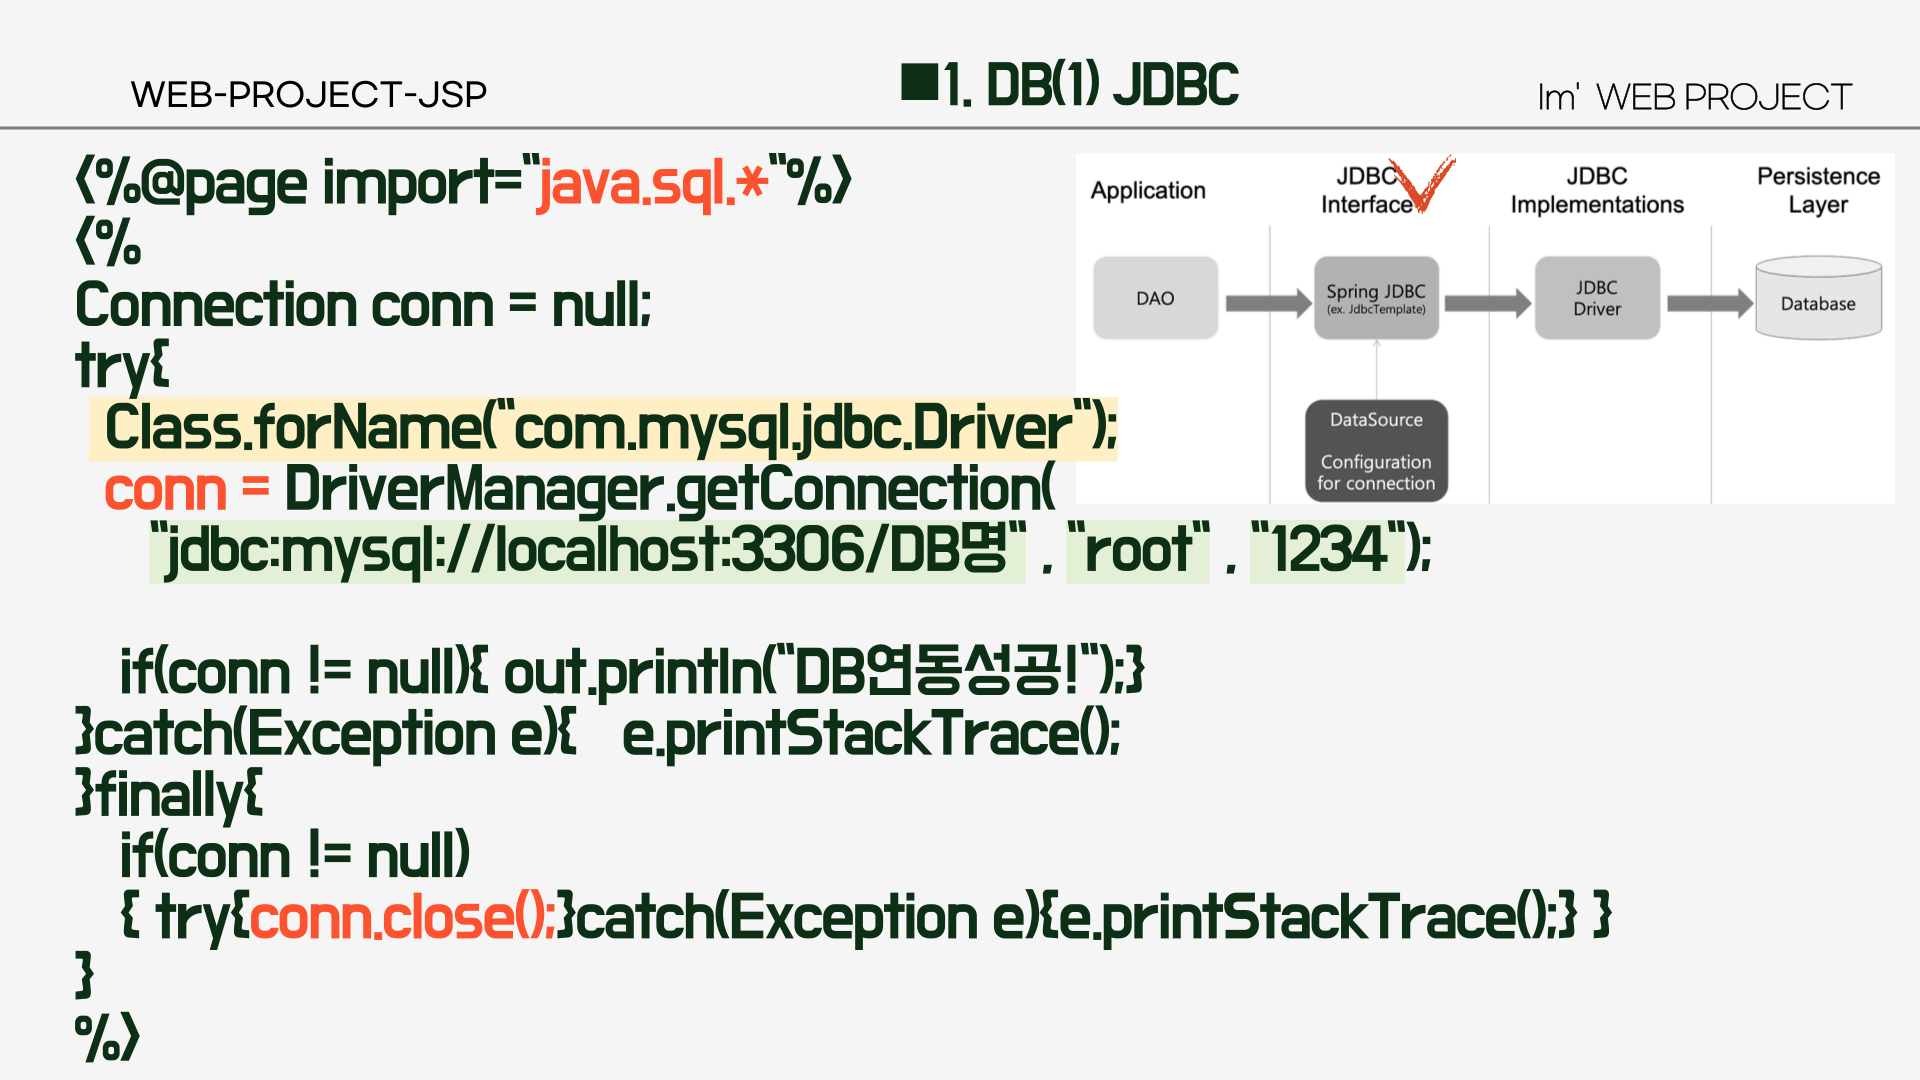 WEB-PROJECT-JSP
■1. DB(1) JDBC
Im' WEB PROJECT
<%@page import="java.sql.*"%>
<%
Connection conn = null;
try{
Class.forName("com.mysql.jdbc.Driver");
conn = DriverManager.getConnection(
"jdbc:mysql://localhost:3306/DB명" , "root" , "1234");
if(conn != null){ out.println("DB연동성공!");}
}catch(Exception e){ e.printStackTrace();
}finally{
if(conn != null)
{ try{conn.close();}catch(Exception e){e.printStackTrace();} }
}
%>
Application
JDBC
Interface
JDBC
Implementations
Persistence
Layer
DAO
Spring JDBC
(ex. JdbcTemplate)
JDBC
Driver
Database
DataSource
Configuration
for connection